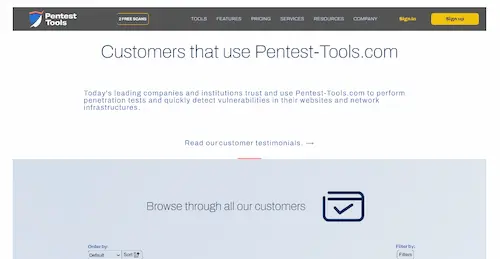 Pentest
Tools
2 FREE SCANS
TOOLS FEATURES PRICING SERVICES RESOURCES COMPANY Sign in Sign up
Customers that use Pentest-Tools.com
Today's leading companies and institutions trust and use Pentest-Tools.com to perform
penetration tests and quickly detect vulnerabilities in their websites and network
infrastructures.
Read our customer testimonials. →
Browse through all our customers
Order by: Filter by:
Default Sort Filters